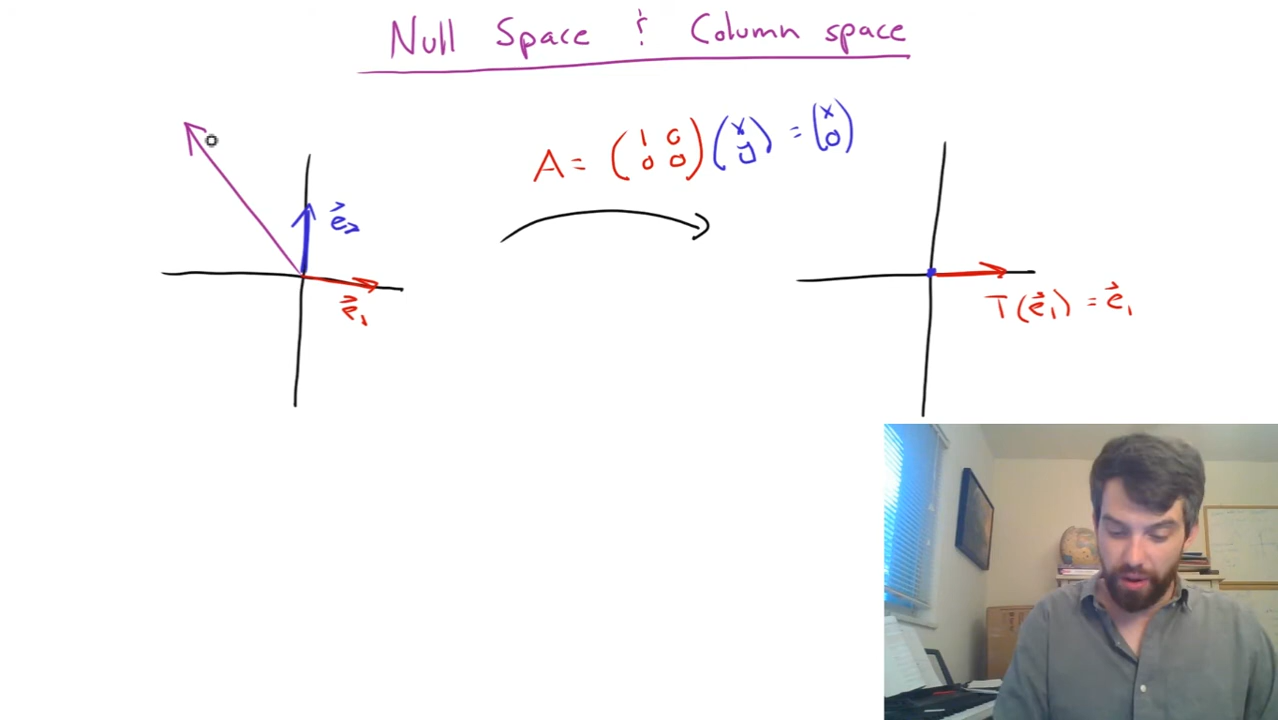 Null Space & Column space
A = (1 0 0 0) (x y) = (x 0)
e⃗₂
e⃗₁
T(e⃗₁) = e⃗₁